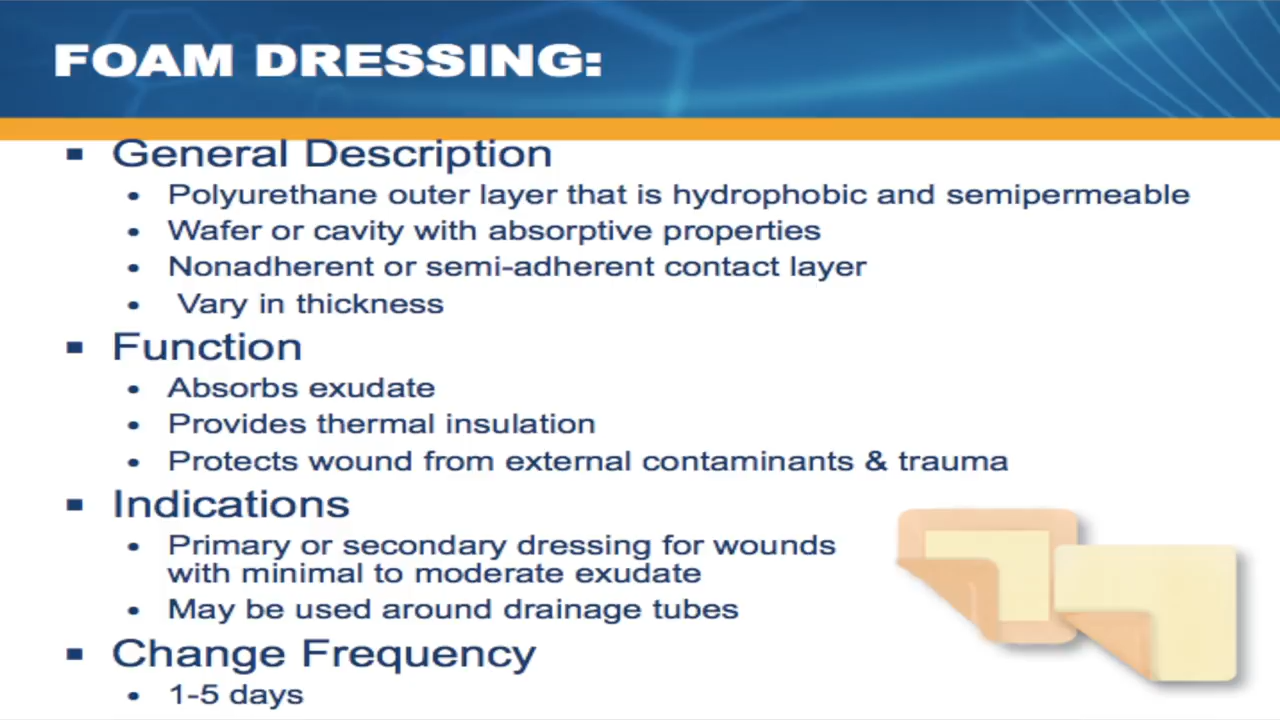 FOAM DRESSING:
▪ General Description
• Polyurethane outer layer that is hydrophobic and semipermeable
• Wafer or cavity with absorptive properties
• Nonadherent or semi-adherent contact layer
• Vary in thickness
▪ Function
• Absorbs exudate
• Provides thermal insulation
• Protects wound from external contaminants & trauma
▪ Indications
• Primary or secondary dressing for wounds
with minimal to moderate exudate
• May be used around drainage tubes
▪ Change Frequency
• 1-5 days